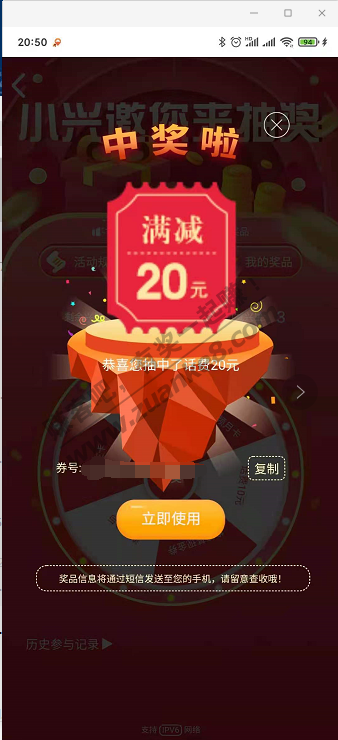 20:50
HD
94
小兴邀您来抽奖
中奖啦
我的奖品
满减
20元
恭喜您抽中了话费20元
www.zuanke8.com
券号:
复制
立即使用
奖品信息将通过短信发送至您的手机，请留意查收哦！
历史参与记录▶
支持 IPV6 网络